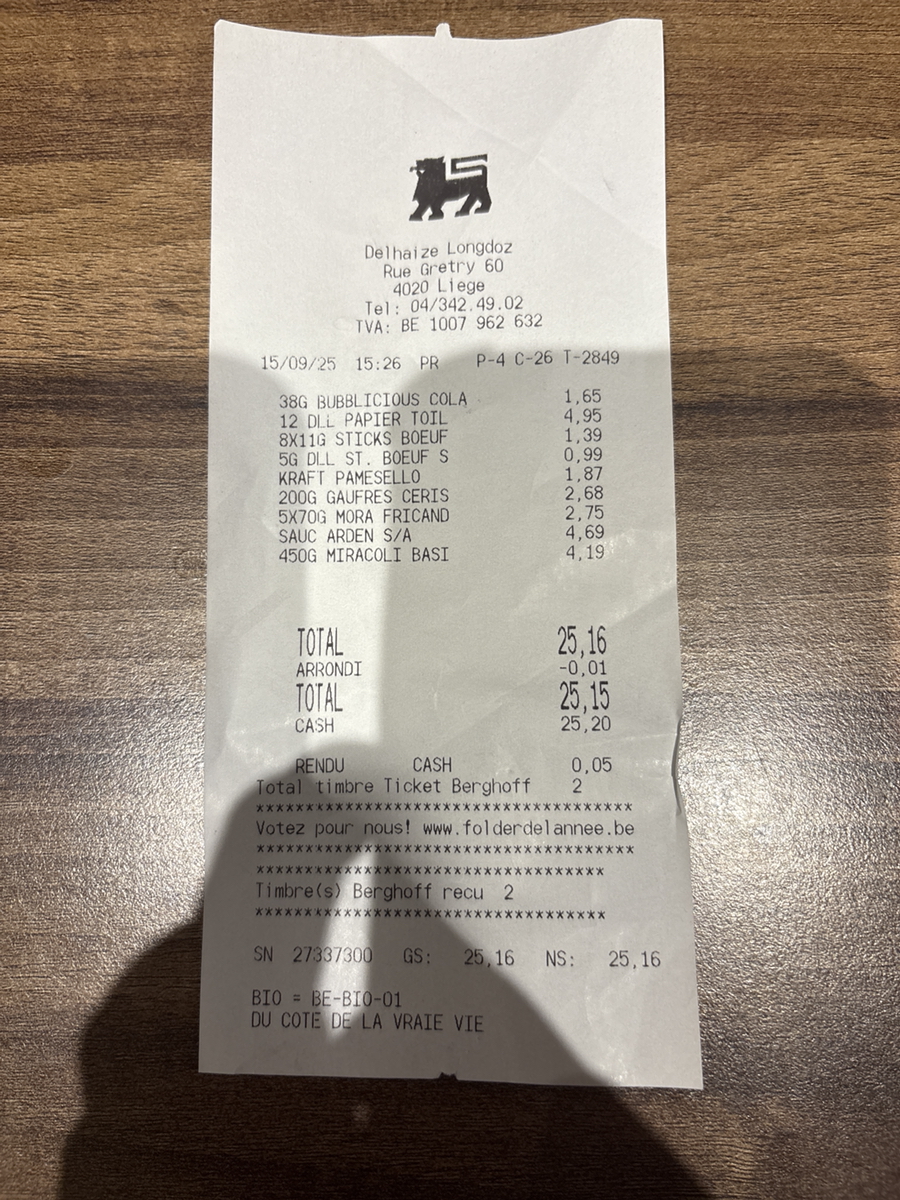 Delhaize Longdoz
Rue Gretry 60
4020 Liege
Tel: 04/342.49.02
TVA: BE 1007 962 632
15/09/25 15:26 PR P-4 C-26 T-2849
38G BUBBLICIOUS COLA 1,65
12 DLL PAPIER TOIL 4,95
8X11G STICKS BOEUF 1,39
5G DLL ST. BOEUF S 0,99
KRAFT PAMESELLO 1,87
200G GAUFRES CERIS 2,68
5X70G MORA FRICAND 2,75
SAUC ARDEN S/A 4,69
450G MIRACOLI BASI 4,19
TOTAL 25,16
ARRONDI -0,01
TOTAL 25,15
CASH 25,20
RENDU CASH 0,05
Total timbre Ticket Berghoff 2
**************************************
Votez pour nous! www.folderdelannee.be
**************************************
***********************************
Timbre(s) Berghoff recu 2
***********************************
SN 27337300 GS: 25,16 NS: 25,16
BIO = BE-BIO-01
DU COTE DE LA VRAIE VIE